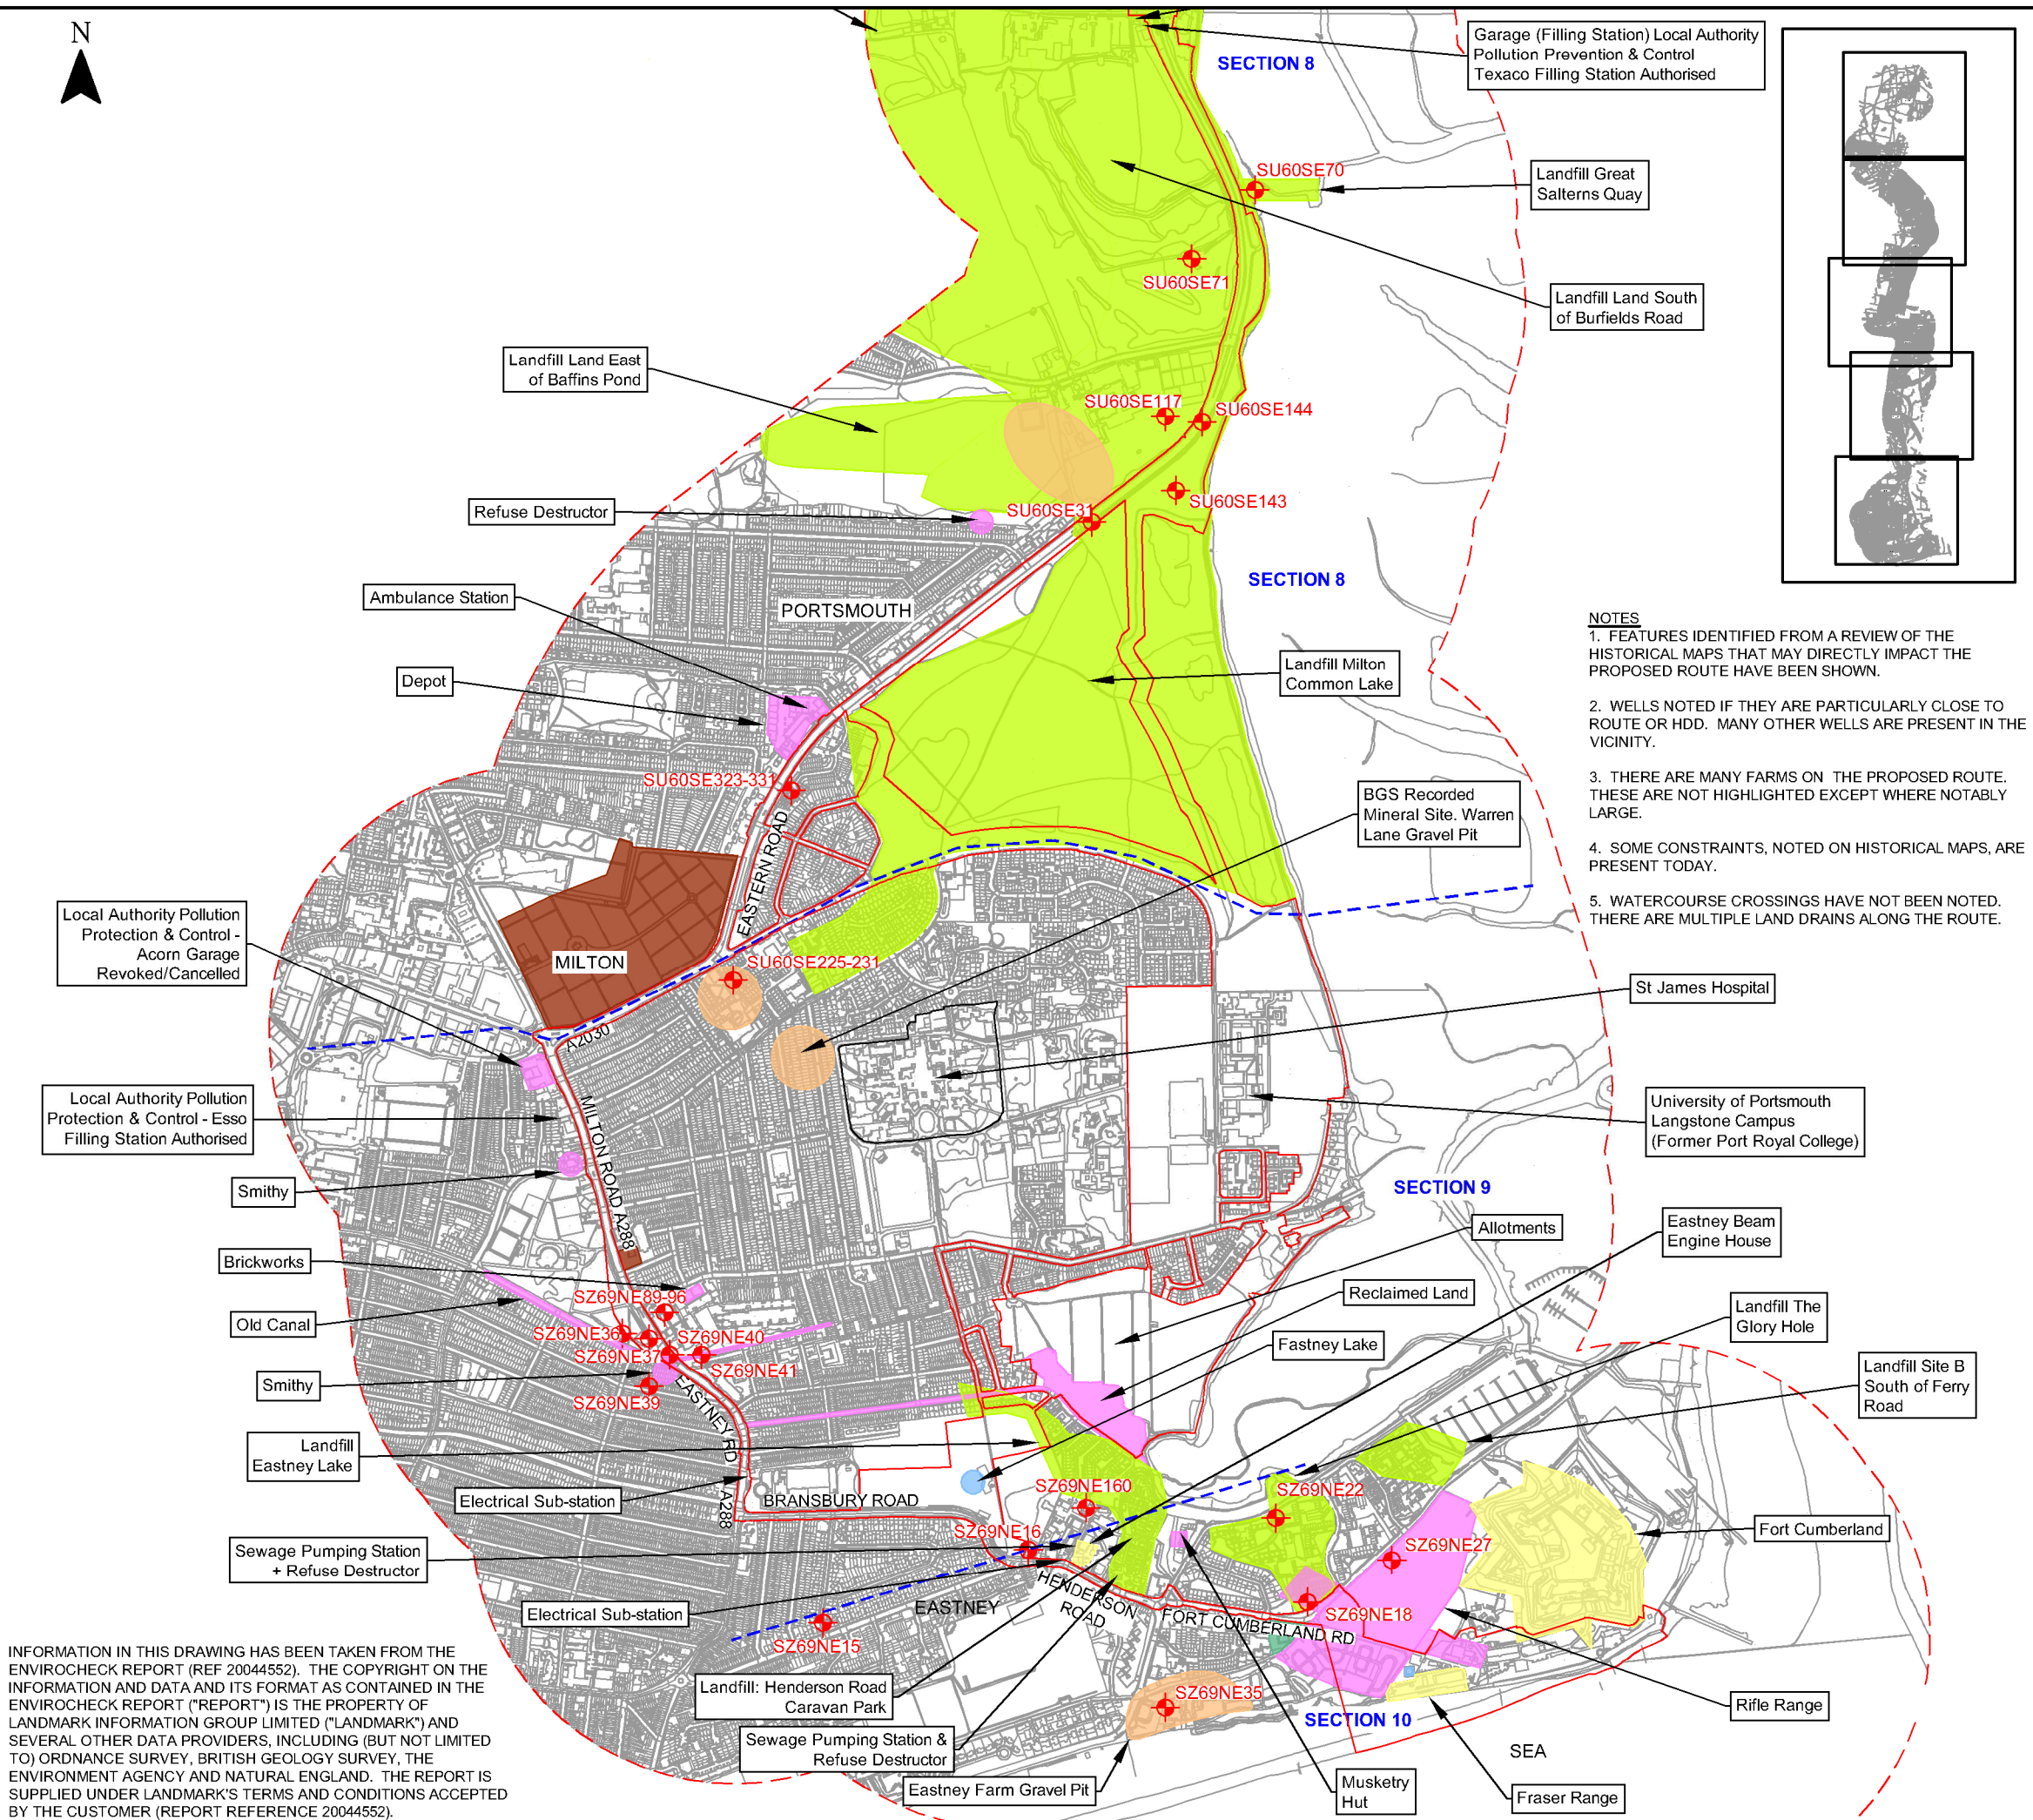 N
SECTION 8
Garage (Filling Station) Local Authority
Pollution Prevention & Control
Texaco Filling Station Authorised
SU60SE70
Landfill Great
Salterns Quay
SU60SE71
Landfill Land South
of Burfields Road
Landfill Land East
of Baffins Pond
SU60SE117
SU60SE144
Refuse Destructor
SU60SE31
SU60SE143
SECTION 8
Ambulance Station
PORTSMOUTH
Depot
Landfill Milton
Common Lake
NOTES
1. FEATURES IDENTIFIED FROM A REVIEW OF THE
HISTORICAL MAPS THAT MAY DIRECTLY IMPACT THE
PROPOSED ROUTE HAVE BEEN SHOWN.
2. WELLS NOTED IF THEY ARE PARTICULARLY CLOSE TO
ROUTE OR HDD. MANY OTHER WELLS ARE PRESENT IN THE
VICINITY.
3. THERE ARE MANY FARMS ON THE PROPOSED ROUTE.
THESE ARE NOT HIGHLIGHTED EXCEPT WHERE NOTABLY
LARGE.
4. SOME CONSTRAINTS, NOTED ON HISTORICAL MAPS, ARE
PRESENT TODAY.
5. WATERCOURSE CROSSINGS HAVE NOT BEEN NOTED.
THERE ARE MULTIPLE LAND DRAINS ALONG THE ROUTE.
SU60SE323-331
EASTERN ROAD
BGS Recorded
Mineral Site. Warren
Lane Gravel Pit
Local Authority Pollution
Protection & Control -
Acorn Garage
Revoked/Cancelled
MILTON
SU60SE225-231
A2030
St James Hospital
Local Authority Pollution
Protection & Control - Esso
Filling Station Authorised
MILTON ROAD A288
University of Portsmouth
Langstone Campus
(Former Port Royal College)
Smithy
SECTION 9
Allotments
Eastney Beam
Engine House
Brickworks
Reclaimed Land
SZ69NE89-96
Old Canal
SZ69NE36
SZ69NE40
SZ69NE37
SZ69NE41
Landfill The
Glory Hole
Fastney Lake
Smithy
SZ69NE39
EASTNEY RD
A288
Landfill Site B
South of Ferry
Road
Landfill
Eastney Lake
Electrical Sub-station
BRANSBURY ROAD
SZ69NE160
SZ69NE22
SZ69NE16
SZ69NE27
Fort Cumberland
Sewage Pumping Station
+ Refuse Destructor
Electrical Sub-station
HENDERSON
ROAD
EASTNEY
FORT CUMBERLAND RD
SZ69NE18
SZ69NE15
Landfill: Henderson Road
Caravan Park
SZ69NE35
Rifle Range
SECTION 10
Sewage Pumping Station &
Refuse Destructor
SEA
Eastney Farm Gravel Pit
Musketry
Hut
Fraser Range
INFORMATION IN THIS DRAWING HAS BEEN TAKEN FROM THE
ENVIROCHECK REPORT (REF 20044552). THE COPYRIGHT ON THE
INFORMATION AND DATA AND ITS FORMAT AS CONTAINED IN THE
ENVIROCHECK REPORT ("REPORT") IS THE PROPERTY OF
LANDMARK INFORMATION GROUP LIMITED ("LANDMARK") AND
SEVERAL OTHER DATA PROVIDERS, INCLUDING (BUT NOT LIMITED
TO) ORDNANCE SURVEY, BRITISH GEOLOGY SURVEY, THE
ENVIRONMENT AGENCY AND NATURAL ENGLAND. THE REPORT IS
SUPPLIED UNDER LANDMARK'S TERMS AND CONDITIONS ACCEPTED
BY THE CUSTOMER (REPORT REFERENCE 20044552).